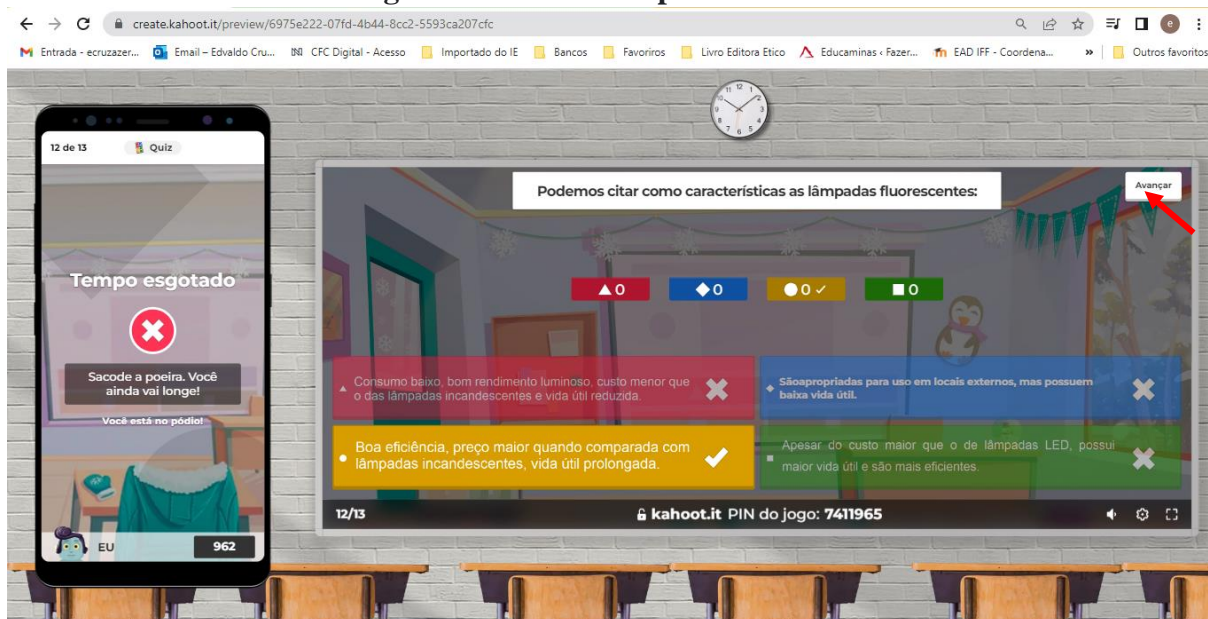 create.kahoot.it/preview/6975e222-07fd-4b44-8cc2-5593ca207cfc
Entrada - ecruzazer...
Email – Edvaldo Cru...
CFC Digital - Acesso
Importado do IE
Bancos
Favoriros
Livro Editora Etico
Educaminas ‹ Fazer...
EAD IFF - Coordena...
»
Outros favoritos
12 de 13
Quiz
Tempo esgotado
Sacode a poeira. Você
ainda vai longe!
Você está no pódio!
EU
962
Podemos citar como características as lâmpadas fluorescentes:
Avançar
0
0
0
0
Consumo baixo, bom rendimento luminoso, custo menor que
o das lâmpadas incandescentes e vida útil reduzida.
Sãoapropriadas para uso em locais externos, mas possuem
baixa vida útil.
Boa eficiência, preço maior quando comparada com
lâmpadas incandescentes, vida útil prolongada.
Apesar do custo maior que o de lâmpadas LED, possui
maior vida útil e são mais eficientes.
12/13
kahoot.it PIN do jogo: 7411965